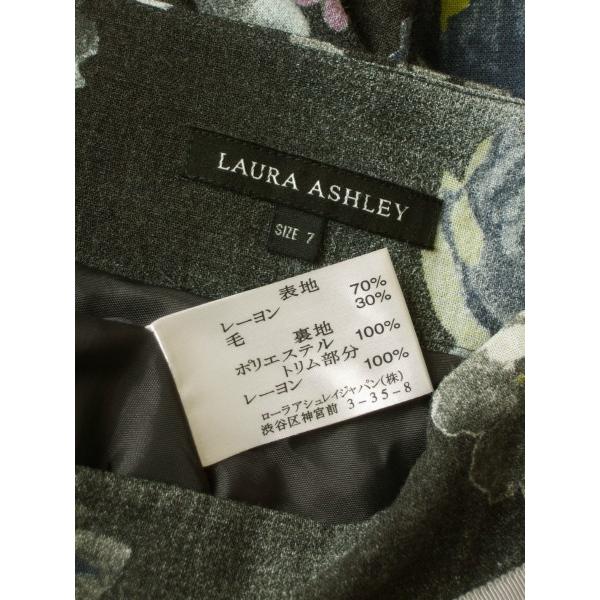 LAURA ASHLEY
SIZE 7
表地
レーヨン 70%
毛 30%
裏地
ポリエステル 100%
トリム部分
レーヨン 100%
ローラアシュレイジャパン(株)
渋谷区神宮前 3-35-8